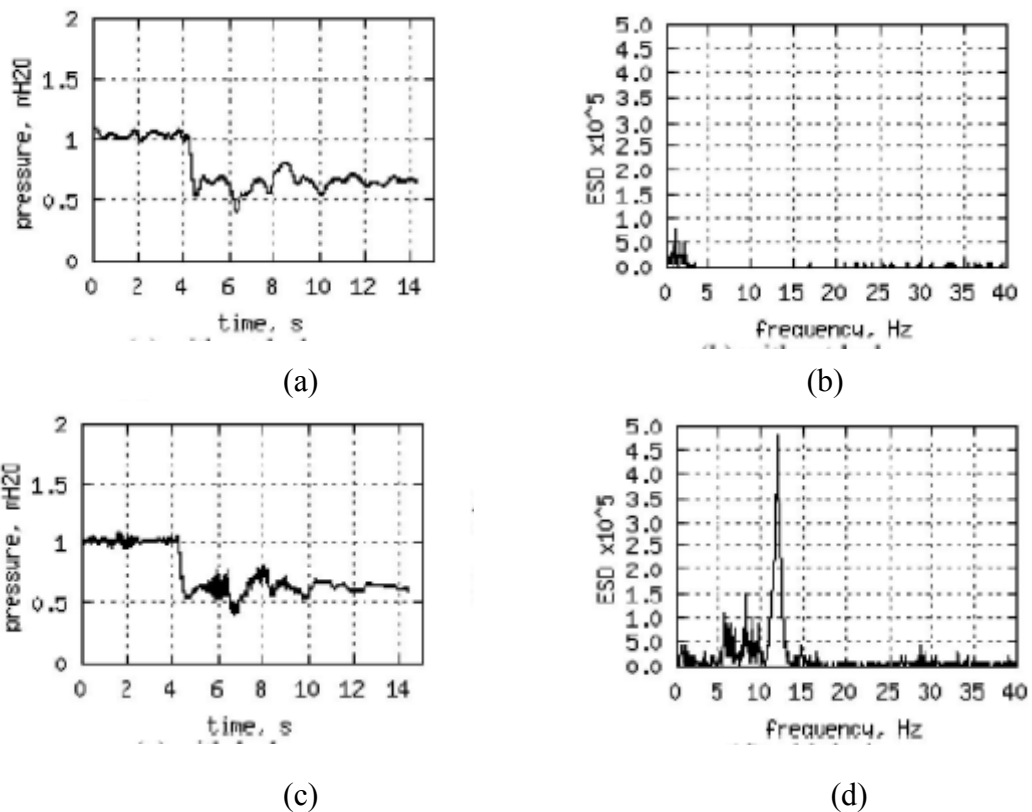 2
1.5
1
0.5
0
pressure, mH2O
0 2 4 6 8 10 12 14
time, s
(a)
5.0
4.5
4.0
3.5
3.0
2.5
2.0
1.5
1.0
5.0
0.0
ESD x10^5
0 5 10 15 20 25 30 35 40
frequency, Hz
(b)
2
1.5
1
0.5
0
pressure, mH2O
0 2 4 6 8 10 12 14
time, s
(c)
5.0
4.5
4.0
3.5
3.0
2.5
2.0
1.5
1.0
5.0
0.0
ESD x10^5
0 5 10 15 20 25 30 35 40
frequency, Hz
(d)